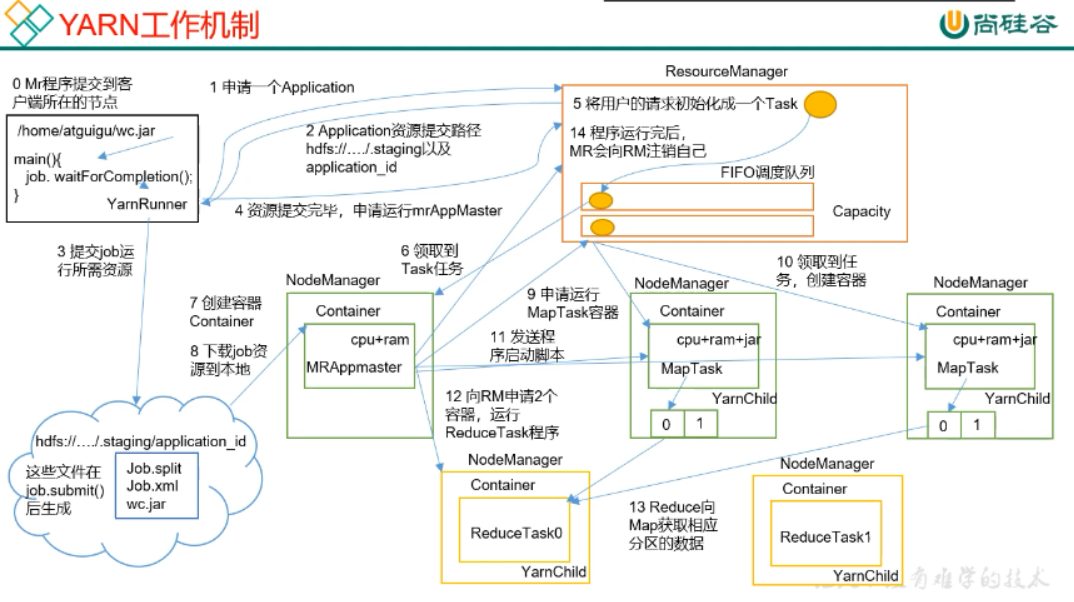 YARN工作机制
尚硅谷
0 Mr程序提交到客
户端所在的节点
/home/atguigu/wc.jar
main(){
job. waitForCompletion();
}
YarnRunner
1 申请一个Application
2 Application资源提交路径
hdfs://…./.staging以及
application_id
4 资源提交完毕，申请运行mrAppMaster
ResourceManager
5 将用户的请求初始化成一个Task
14 程序运行完后，
MR会向RM注销自己
FIFO调度队列
Capacity
3 提交job运
行所需资源
6 领取到
Task任务
7 创建容器
Container
8 下载job资
源到本地
NodeManager
Container
cpu+ram
MRAppmaster
9 申请运行
MapTask容器
11 发送程
序启动脚本
12 向RM申请2个
容器，运行
ReduceTask程序
NodeManager
Container
cpu+ram+jar
MapTask
YarnChild
0 1
10 领取到任
务，创建容器
NodeManager
Container
cpu+ram+jar
MapTask
YarnChild
0 1
hdfs://…./.staging/application_id
这些文件在
job.submit()
后生成
Job.split
Job.xml
wc.jar
NodeManager
Container
ReduceTask0
YarnChild
13 Reduce向
Map获取相应
分区的数据
NodeManager
Container
ReduceTask1
YarnChild
有难学的技术